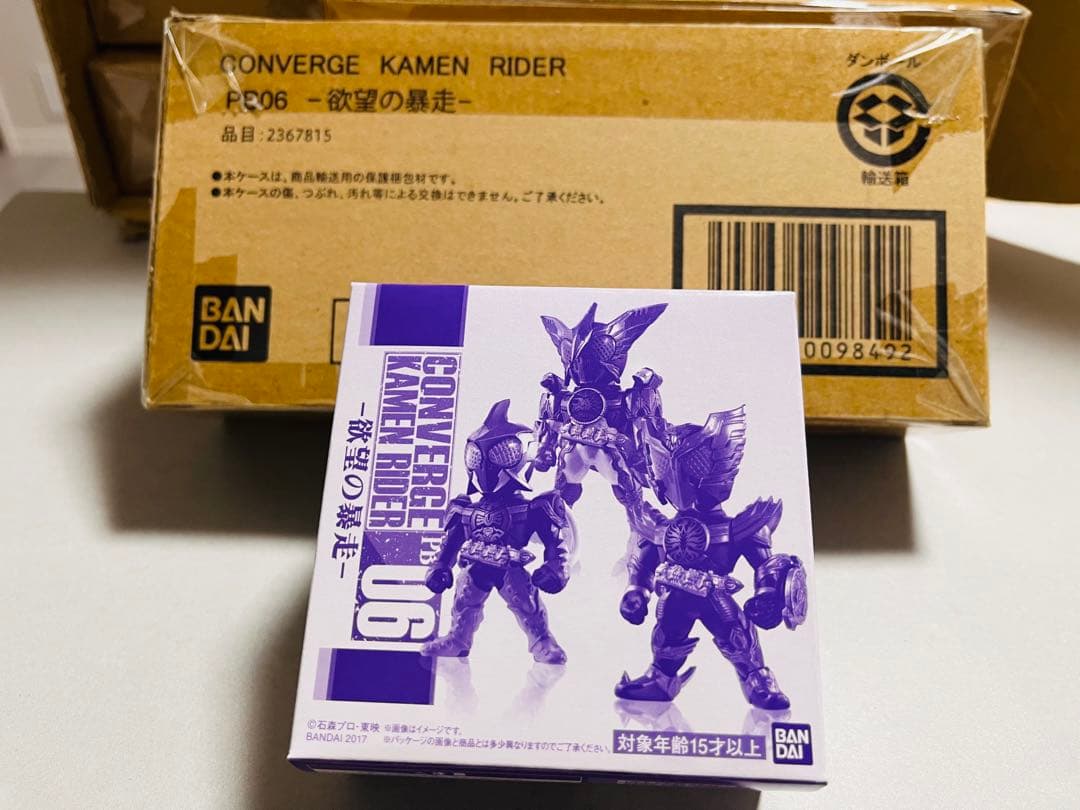 CONVERGE KAMEN RIDER
PB06 -欲望の暴走-
品目:2367815
●本ケースは、商品輸送用の保護梱包材です。
●本ケースの傷、つぶれ、汚れ等による交換はできません。ご了承ください。
ダンボール
輸送箱
BAN
DAI
0098492
CONVERGE PB
KAMEN RIDER 06
-欲望の暴走-
©石森プロ・東映 ※画像はイメージです。
BANDAI 2017 ※パッケージの画像と商品とは多少異なりますのでご了承ください。
対象年齢15才以上
BAN
DAI